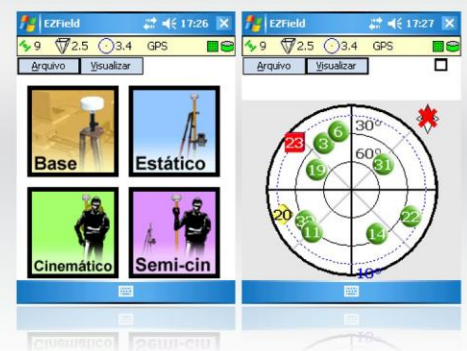 EZField 17:26
9 2.5 3.4 GPS
Arquivo Visualizar
Base Estático
Cinemático Semi-cin
EZField 17:27
9 2.5 3.4 GPS
Arquivo Visualizar
30°
6
23
3
60°
31
19
20
32
22
11
14
10°